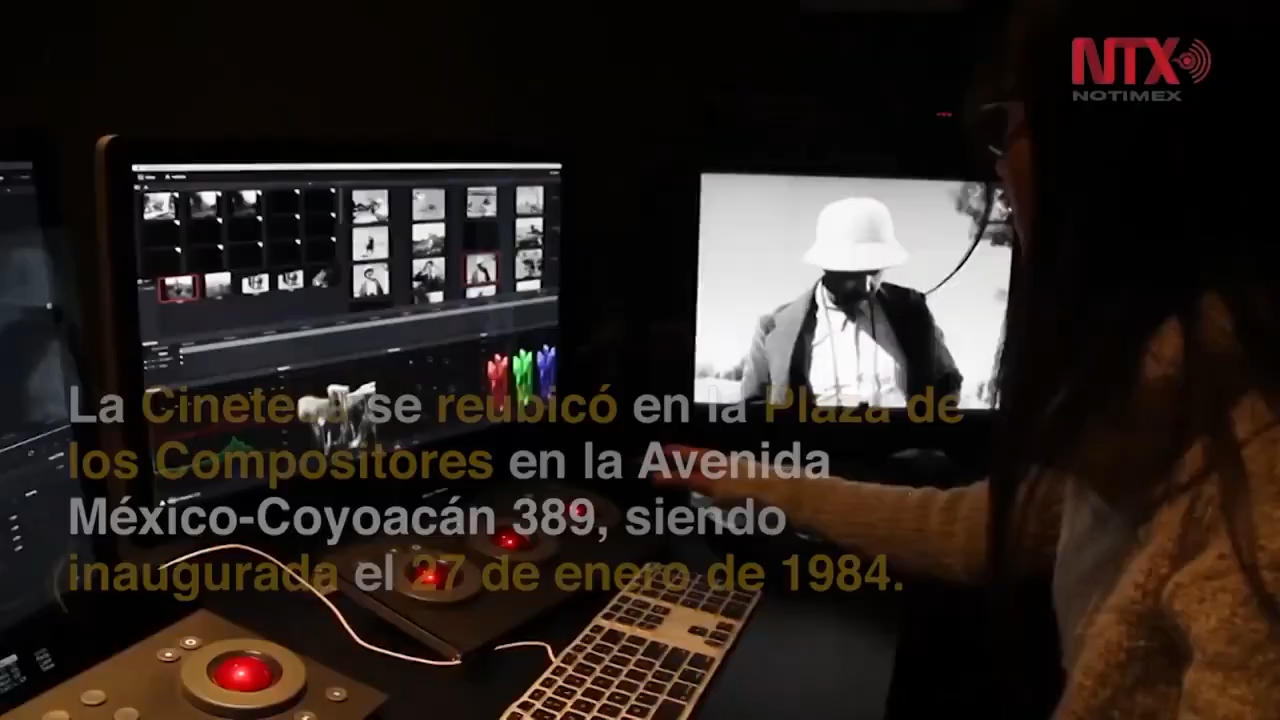 NTX
NOTIMEX
La Cineteca se reubicó en la Plaza de
los Compositores en la Avenida
México-Coyoacán 389, siendo
inaugurada el 27 de enero de 1984.